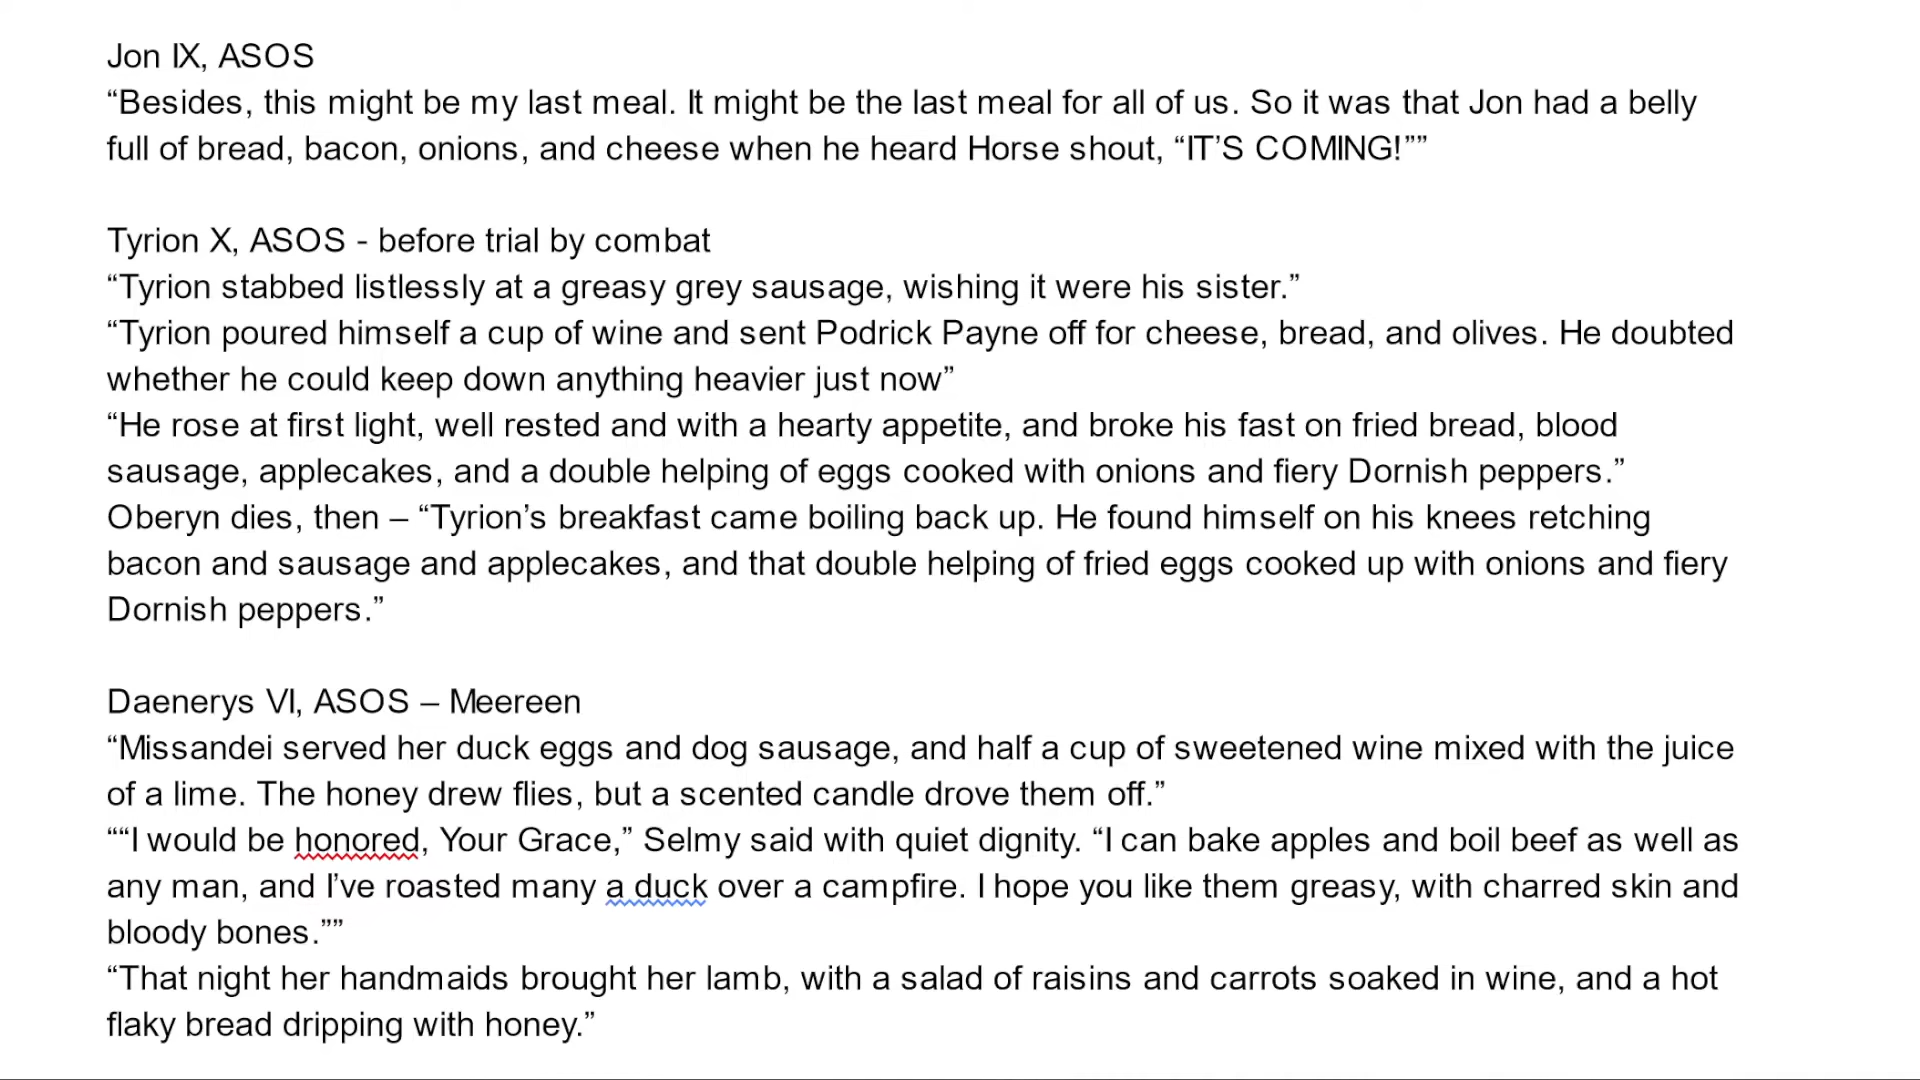 Jon IX, ASOS
“Besides, this might be my last meal. It might be the last meal for all of us. So it was that Jon had a belly
full of bread, bacon, onions, and cheese when he heard Horse shout, “IT’S COMING!””
Tyrion X, ASOS - before trial by combat
“Tyrion stabbed listlessly at a greasy grey sausage, wishing it were his sister.”
“Tyrion poured himself a cup of wine and sent Podrick Payne off for cheese, bread, and olives. He doubted
whether he could keep down anything heavier just now”
“He rose at first light, well rested and with a hearty appetite, and broke his fast on fried bread, blood
sausage, applecakes, and a double helping of eggs cooked with onions and fiery Dornish peppers.”
Oberyn dies, then – “Tyrion’s breakfast came boiling back up. He found himself on his knees retching
bacon and sausage and applecakes, and that double helping of fried eggs cooked up with onions and fiery
Dornish peppers.”
Daenerys VI, ASOS – Meereen
“Missandei served her duck eggs and dog sausage, and half a cup of sweetened wine mixed with the juice
of a lime. The honey drew flies, but a scented candle drove them off.”
““I would be honored, Your Grace,” Selmy said with quiet dignity. “I can bake apples and boil beef as well as
any man, and I’ve roasted many a duck over a campfire. I hope you like them greasy, with charred skin and
bloody bones.””
“That night her handmaids brought her lamb, with a salad of raisins and carrots soaked in wine, and a hot
flaky bread dripping with honey.”